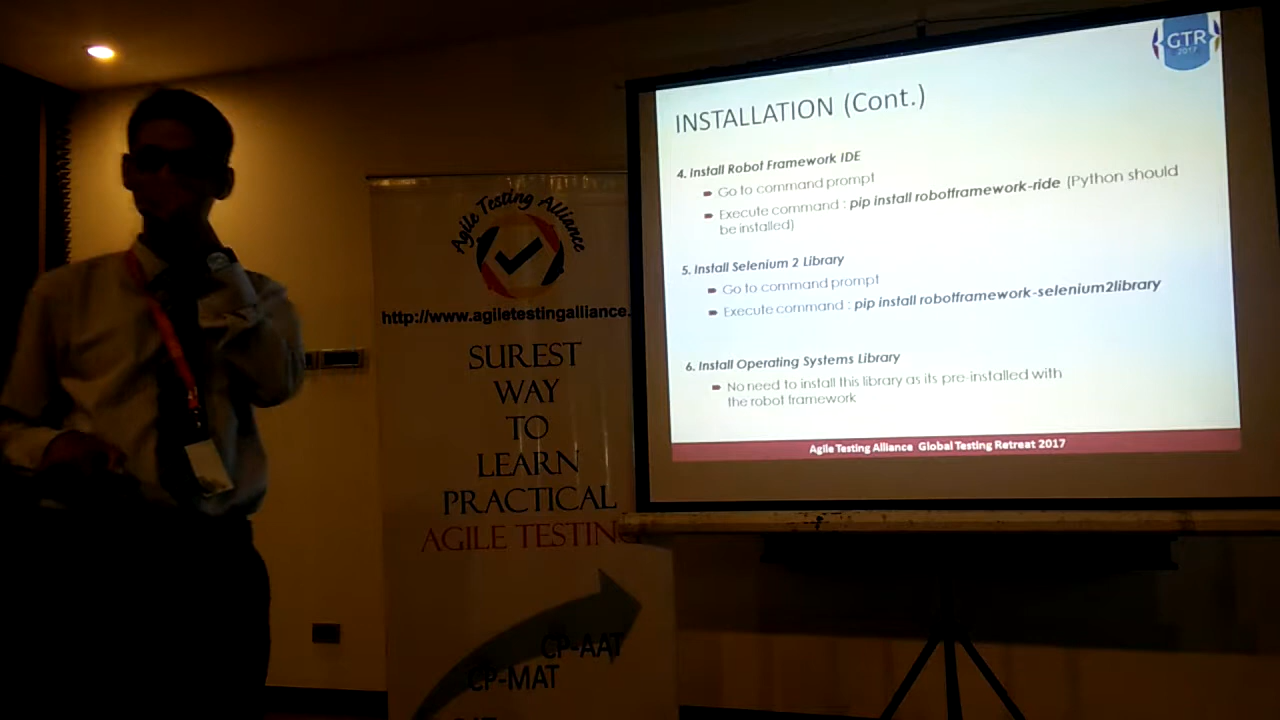 Agile Testing Alliance
http://www.agiletestingalliance.
SUREST
WAY
TO
LEARN
PRACTICAL
AGILE TESTING
CP-AAT
CP-MAT
GTR
2017
INSTALLATION (Cont.)
4. Install Robot Framework IDE
Go to command prompt
Execute command : pip install robotframework-ride (Python should
be installed)
5. Install Selenium 2 Library
Go to command prompt
Execute command : pip install robotframework-selenium2library
6. Install Operating Systems Library
No need to install this library as its pre-installed with
the robot framework
Agile Testing Alliance Global Testing Retreat 2017